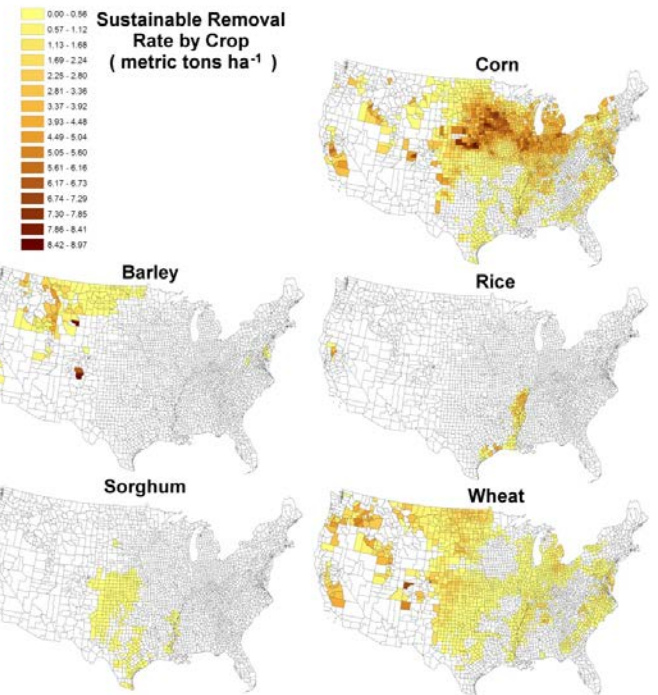 Sustainable Removal
Rate by Crop
( metric tons ha⁻¹ )
0.00 - 0.56
0.57 - 1.12
1.13 - 1.68
1.69 - 2.24
2.25 - 2.80
2.81 - 3.36
3.37 - 3.92
3.93 - 4.48
4.49 - 5.04
5.05 - 5.60
5.61 - 6.16
6.17 - 6.73
6.74 - 7.29
7.30 - 7.85
7.86 - 8.41
8.42 - 8.97
Corn
Barley
Rice
Sorghum
Wheat